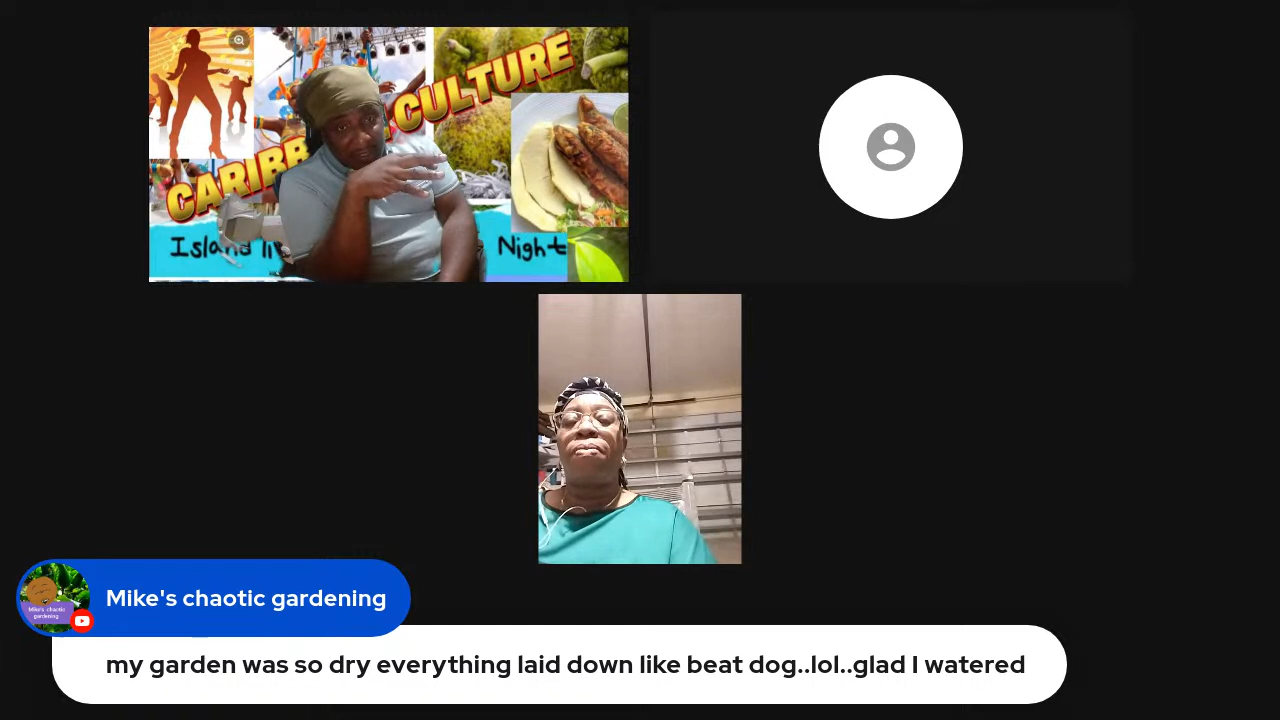 CARIBB CULTURE
Island li Night
Mike's chaotic gardening
Mike's chaotic
gardening
my garden was so dry everything laid down like beat dog..lol..glad I watered